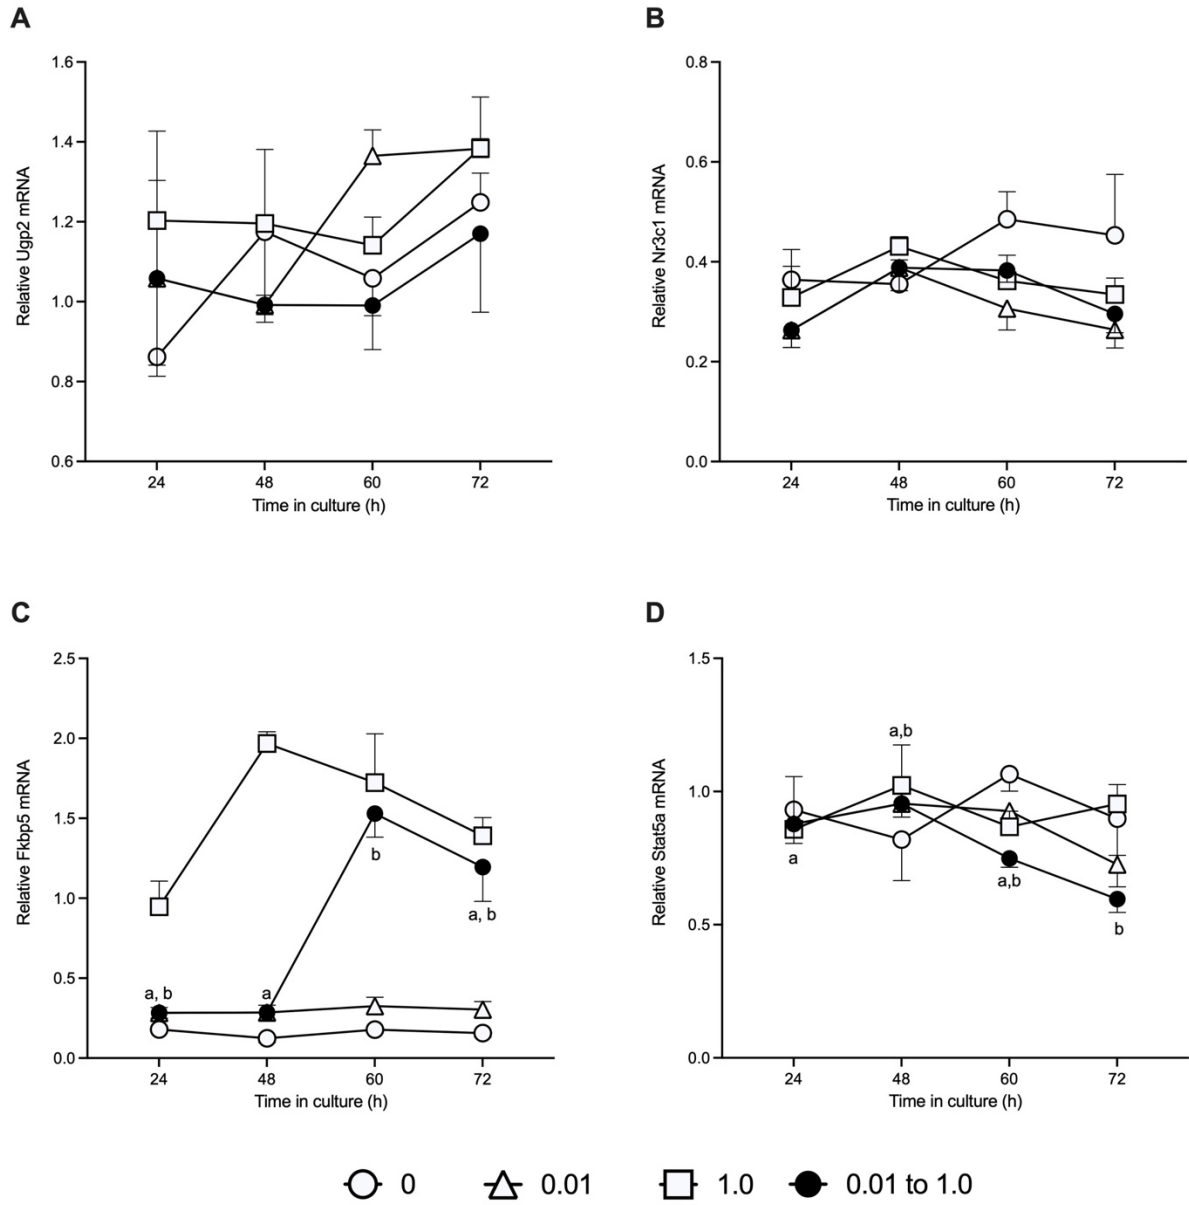 A
Relative Ugp2 mRNA
1.6
1.4
1.2
1.0
0.8
0.6
24 48 60 72
Time in culture (h)
B
Relative Nr3c1 mRNA
0.8
0.6
0.4
0.2
0.0
24 48 60 72
Time in culture (h)
C
Relative Fkbp5 mRNA
2.5
2.0
1.5
1.0
0.5
0.0
a, b
a
b
a, b
24 48 60 72
Time in culture (h)
D
Relative Stat5a mRNA
1.5
1.0
0.5
0.0
a
a,b
a,b
b
24 48 60 72
Time in culture (h)
0 0.01 1.0 0.01 to 1.0